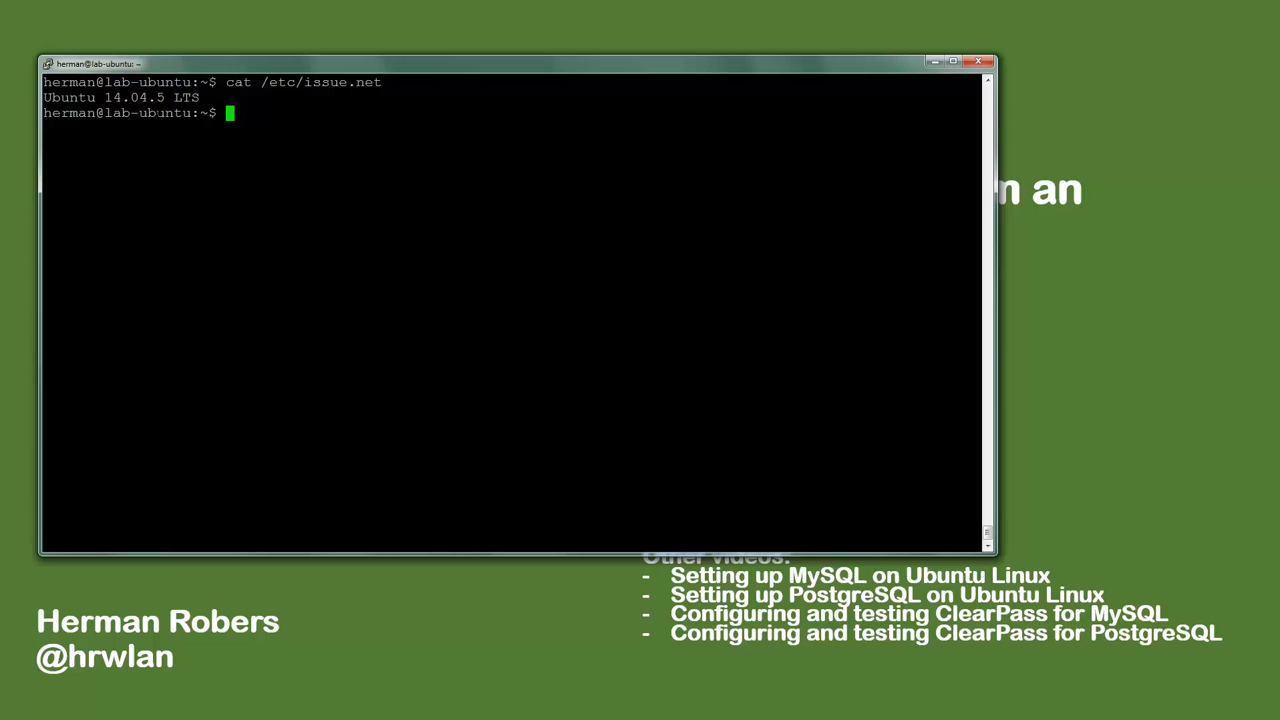 herman@lab-ubuntu: ~
herman@lab-ubuntu:~$ cat /etc/issue.net
Ubuntu 14.04.5 LTS
herman@lab-ubuntu:~$
an
Other videos:
- Setting up MySQL on Ubuntu Linux
- Setting up PostgreSQL on Ubuntu Linux
- Configuring and testing ClearPass for MySQL
- Configuring and testing ClearPass for PostgreSQL
Herman Robers
@hrwlan